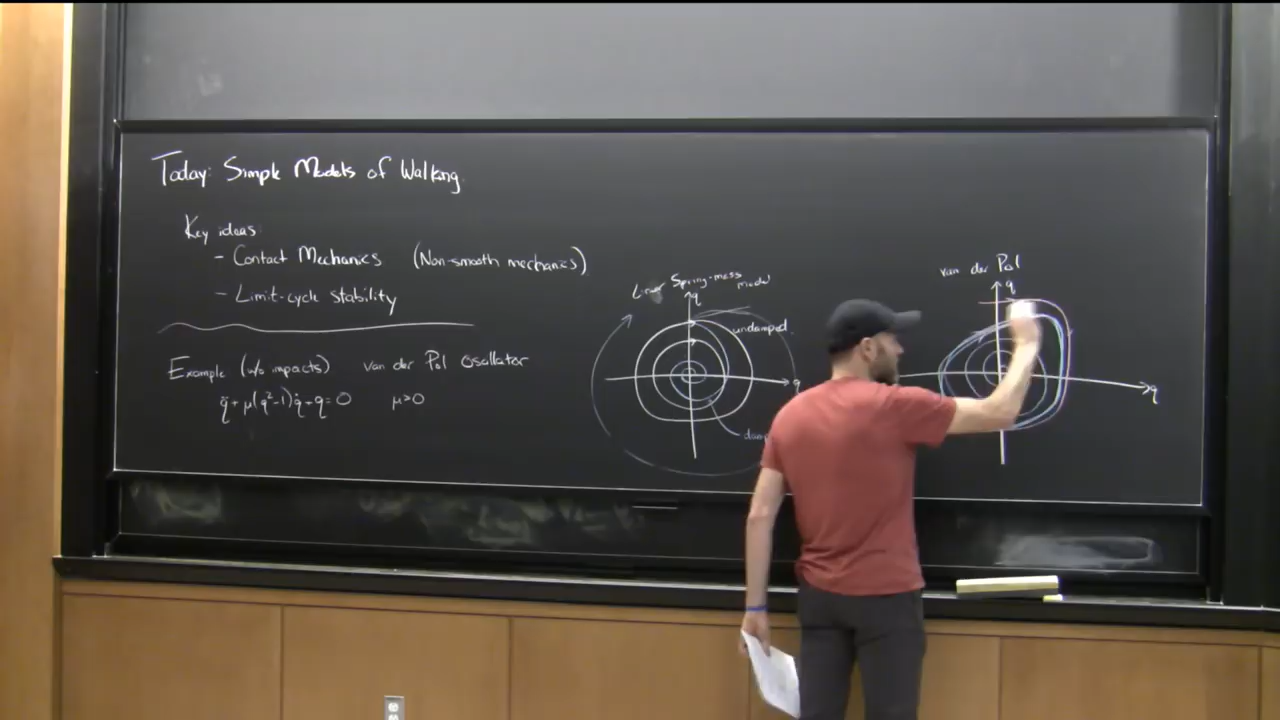 Today: Simple Models of Walking.
Key ideas:
- Contact Mechanics (Non-smooth mechanics)
- Limit-cycle stability
Example (w/o impacts) van der Pol Oscillator
q̈ + μ(q²-1)q̇ + q = 0 μ>0
Linear Spring-mass model
q̇
undamped
q
van der Pol
q̇
q